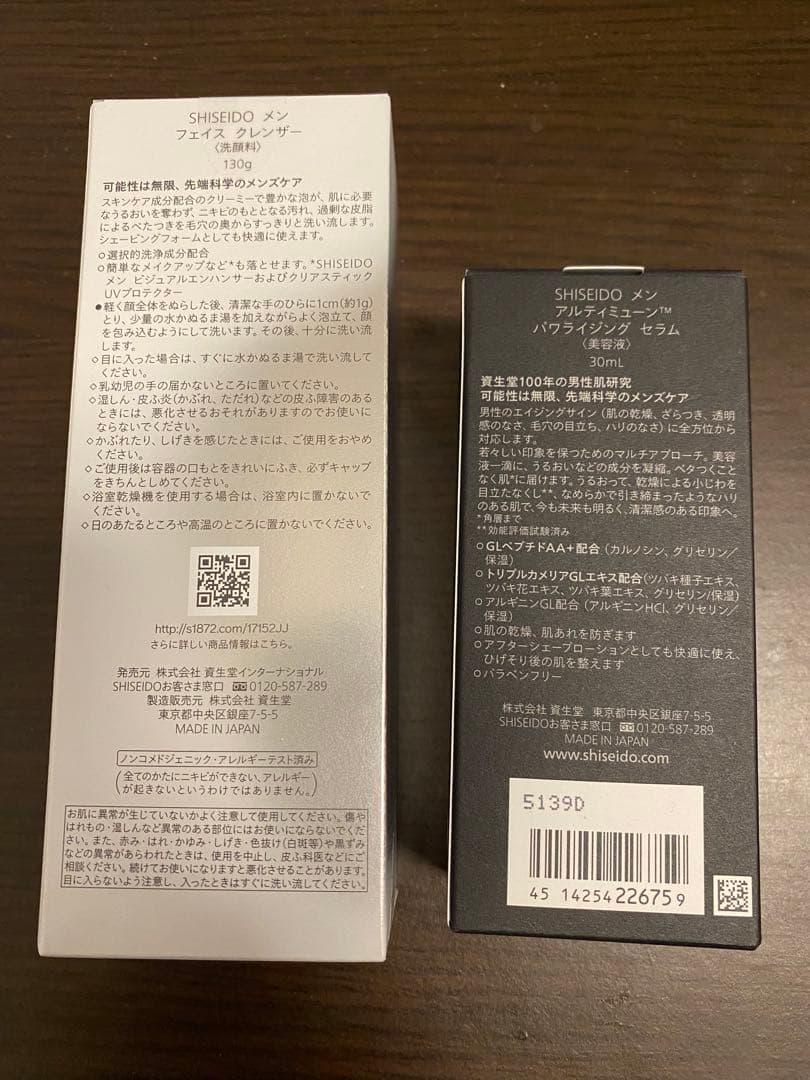 SHISEIDO メン
フェイス クレンザー
〈洗顔料〉
130g
可能性は無限、先端科学のメンズケア
スキンケア成分配合のクリーミーで豊かな泡が、肌に必要
なうるおいを奪わず、ニキビのもととなる汚れ、過剰な皮脂
によるべたつきを毛穴の奥からすっきりと洗い流します。
シェービングフォームとしても快適に使えます。
○選択的洗浄成分配合
○簡単なメイクアップなど*も落とせます。*SHISEIDO
メン ビジュアルエンハンサーおよびクリアスティック
UVプロテクター
●軽く顔全体をぬらした後、清潔な手のひらに1cm(約1g)
とり、少量の水かぬるま湯を加えながらよく泡立て、顔
を包み込むようにして洗います。その後、十分に洗い流
します。
◇目に入った場合は、すぐに水かぬるま湯で洗い流して
ください。
◇乳幼児の手の届かないところに置いてください。
◇湿しん・皮ふ炎(かぶれ、ただれ)などの皮ふ障害のある
ときには、悪化させるおそれがありますのでお使いに
ならないでください。
◇かぶれたり、しげきを感じたときには、ご使用をおやめ
ください。
◇ご使用後は容器の口もとをきれいにふき、必ずキャップ
をきちんとしめてください。
◇浴室乾燥機を使用する場合は、浴室内に置かないで
ください。
◇日のあたるところや高温のところに置かないでください。
http://s1872.com/17152JJ
さらに詳しい商品情報はこちら。
発売元 株式会社 資生堂インターナショナル
SHISEIDOお客さま窓口 0120-587-289
製造販売元 株式会社 資生堂
東京都中央区銀座7-5-5
MADE IN JAPAN
ノンコメドジェニック・アレルギーテスト済み
(全てのかたにニキビができない、アレルギー
が起きないというわけではありません。)
お肌に異常が生じていないかよく注意して使用してください。傷や
はれもの・湿しんなど異常のある部位にはお使いにならないでくだ
さい。また、赤み・はれ・かゆみ・しげき・色抜け(白斑等)や黒ずみ
などの異常があらわれたときは、使用を中止し、皮ふ科医などにご
相談ください。続けてお使いになりますと悪化させることがあります。
目に入らないよう注意し、入ったときはすぐに洗い流してください。
SHISEIDO メン
アルティミューン™
パワライジング セラム
〈美容液〉
30mL
資生堂100年の男性肌研究
可能性は無限、先端科学のメンズケア
男性のエイジングサイン(肌の乾燥、ざらつき、透明
感のなさ、毛穴の目立ち、ハリのなさ)に全方位から
対応します。
若々しい印象を保つためのマルチアプローチ。美容
液一滴に、うるおいなどの成分を凝縮。ベタつくこと
なく肌*に届けます。うるおって、乾燥による小じわを
目立たなくし**、なめらかで引き締まったようなハリ
のある肌で、今も未来も明るく、清潔感のある印象へ。
*角層まで
**効能評価試験済み
○GLペプチドAA+配合(カルノシン、グリセリン/
保湿)
○トリプルカメリアGLエキス配合(ツバキ種子エキス、
ツバキ花エキス、ツバキ葉エキス、グリセリン/保湿)
○アルギニンGL配合(アルギニンHCl、グリセリン/
保湿)
○肌の乾燥、肌あれを防ぎます
○アフターシェーブローションとしても快適に使え、
ひげそり後の肌を整えます
○パラベンフリー
株式会社 資生堂 東京都中央区銀座7-5-5
SHISEIDOお客さま窓口 0120-587-289
MADE IN JAPAN
www.shiseido.com
5139D
45 14254 22675 9